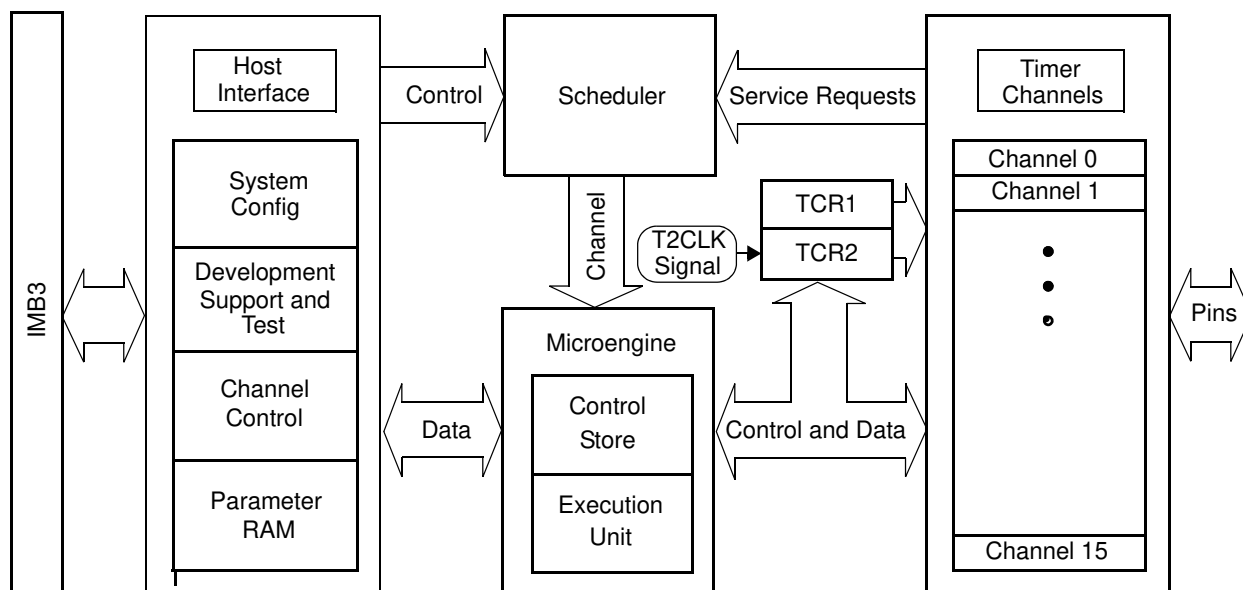 IMB3
Host
Interface
System
Config
Development
Support and
Test
Channel
Control
Parameter
RAM
Control
Scheduler
Service Requests
Channel
T2CLK
Signal
TCR1
TCR2
Data
Microengine
Control
Store
Execution
Unit
Control and Data
Timer
Channels
Channel 0
Channel 1
Channel 15
Pins